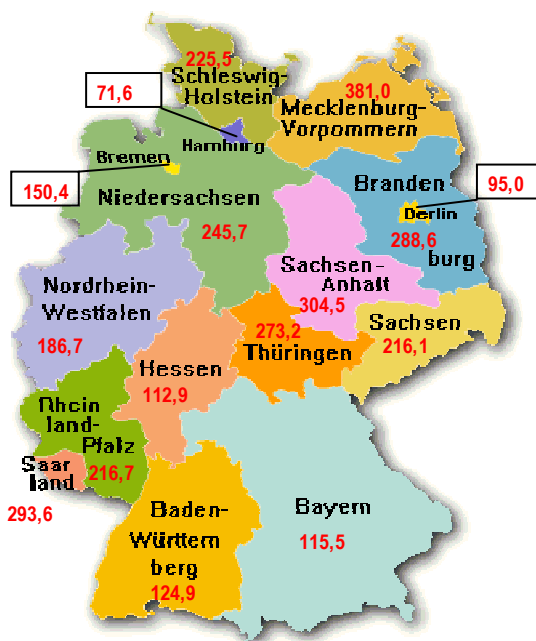 225,5
Schleswig-
Holstein
71,6
Hamburg
381,0
Mecklenburg-
Vorpommern
Bremen
150,4
Niedersachsen
245,7
Branden
95,0
Berlin
288,6
burg
Sachsen-
Anhalt
304,5
Nordrhein-
Westfalen
186,7
Sachsen
216,1
273,2
Thüringen
Hessen
112,9
Rhein
land-
Pfalz
216,7
Saar
land
293,6
Baden-
Württem
berg
124,9
Bayern
115,5